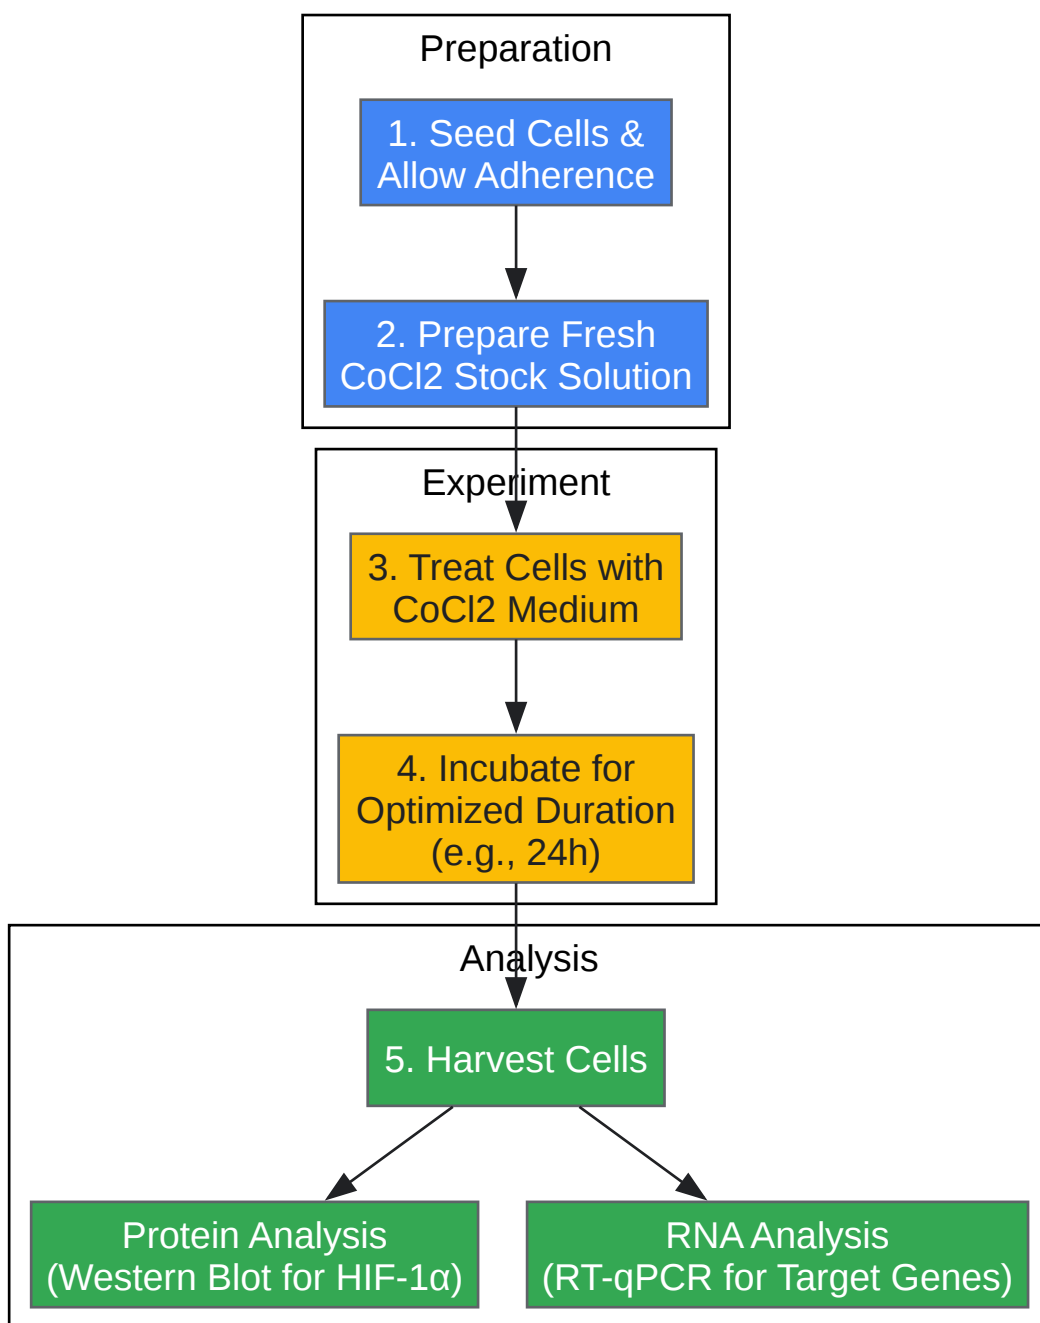 Preparation
1. Seed Cells &
Allow Adherence
2. Prepare Fresh
CoCl2 Stock Solution
Experiment
3. Treat Cells with
CoCl2 Medium
4. Incubate for
Optimized Duration
(e.g., 24h)
Analysis
5. Harvest Cells
Protein Analysis
(Western Blot for HIF-1α)
RNA Analysis
(RT-qPCR for Target Genes)